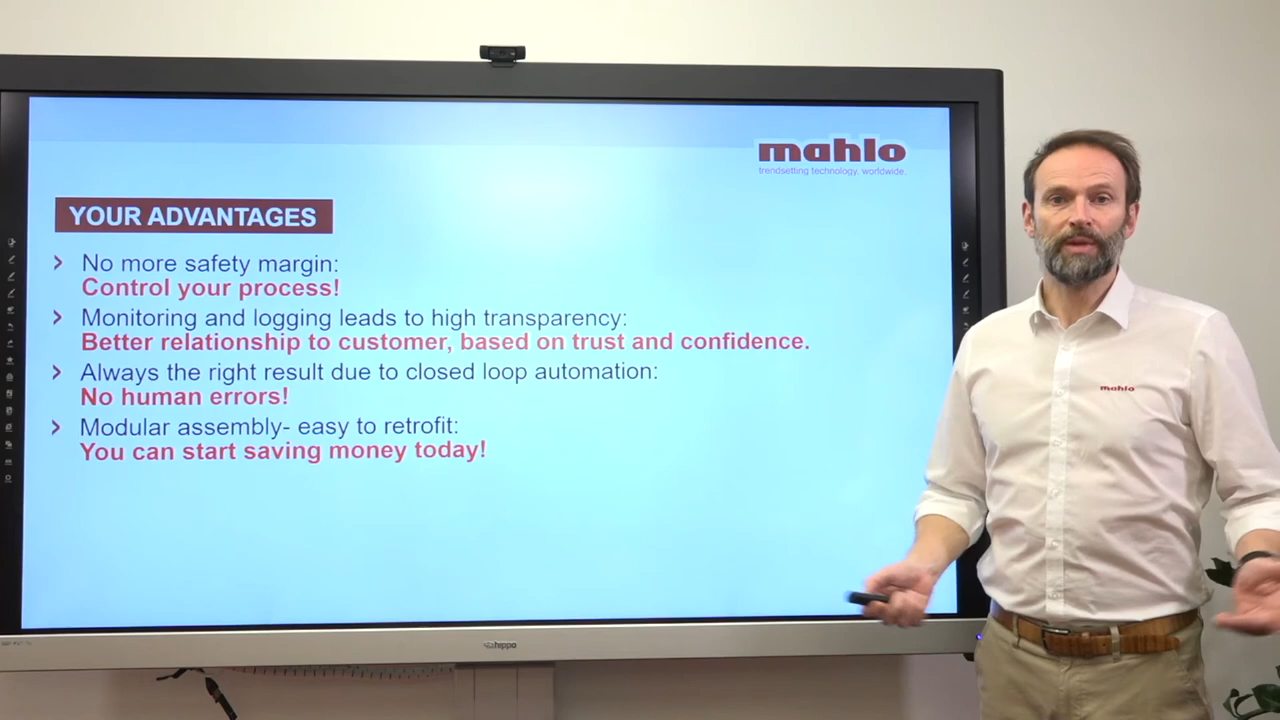 mahlo
trendsetting technology. worldwide.
YOUR ADVANTAGES
No more safety margin:
Control your process!
Monitoring and logging leads to high transparency:
Better relationship to customer, based on trust and confidence.
Always the right result due to closed loop automation:
No human errors!
Modular assembly- easy to retrofit:
You can start saving money today!
mahlo
hippo